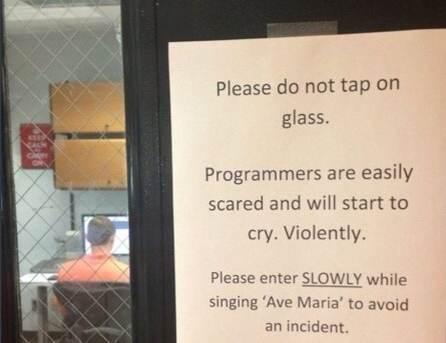 Please do not tap on
glass.
Programmers are easily
scared and will start to
cry. Violently.
Please enter SLOWLY while
singing ‘Ave Maria’ to avoid
an incident.
KEEP
CALM
AND
CARRY
ON